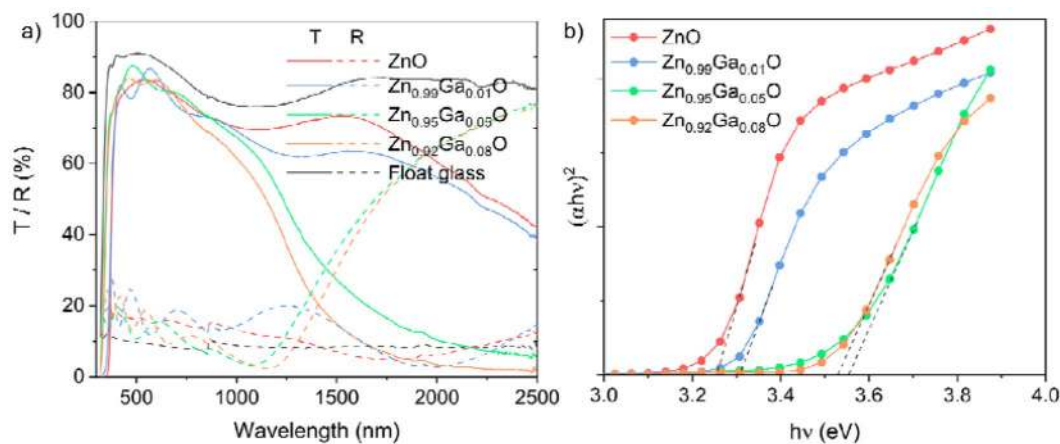 a)
T / R (%)
100
80
60
40
20
0
T R
ZnO
Zn₀.₉₉Ga₀.₀₁O
Zn₀.₉₅Ga₀.₀₅O
Zn₀.₉₂Ga₀.₀₈O
Float glass
500 1000 1500 2000 2500
Wavelength (nm)
b)
(αhν)²
ZnO
Zn₀.₉₉Ga₀.₀₁O
Zn₀.₉₅Ga₀.₀₅O
Zn₀.₉₂Ga₀.₀₈O
3.0 3.2 3.4 3.6 3.8 4.0
hν (eV)